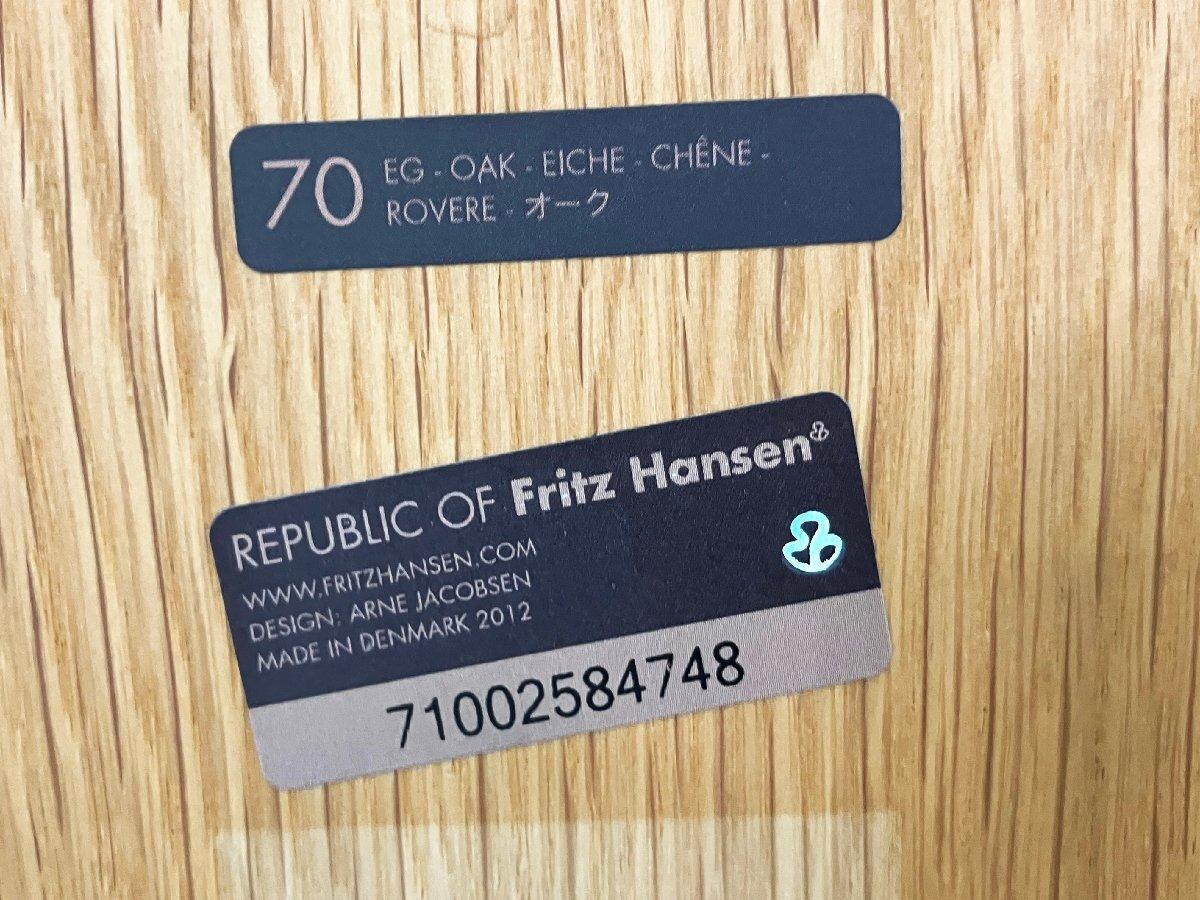 70
EG - OAK - EICHE - CHÊNE -
ROVERE - オーク
REPUBLIC OF Fritz Hansen
WWW.FRITZHANSEN.COM
DESIGN: ARNE JACOBSEN
MADE IN DENMARK 2012
71002584748